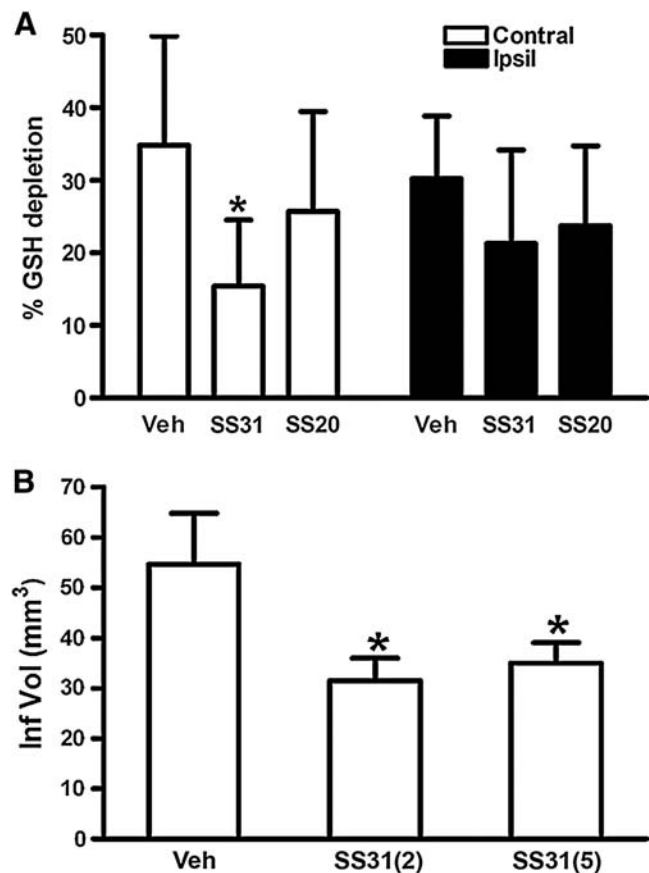 A
50
40
30
20
10
0
% GSH depletion
Contral
Ipsil
*
Veh SS31 SS20 Veh SS31 SS20
B
70
60
50
40
30
20
10
0
Inf Vol (mm³)
* *
Veh SS31(2) SS31(5)